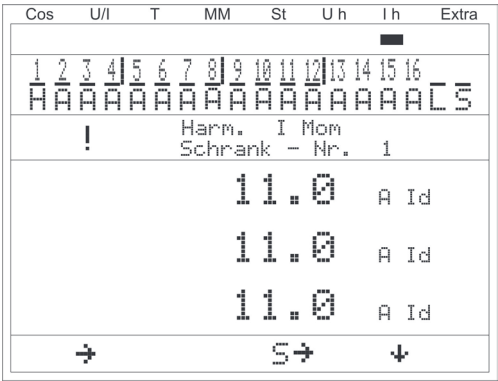 Cos U/I T MM St U h I h Extra
1 2 3 4 5 6 7 8 9 10 11 12 13 14 15 16
A A A A A A A A A A A A A A A A L S
! Harm. I Mom
Schrank - Nr. 1
11.0 A Id
11.0 A Id
11.0 A Id
→ S→ ↓